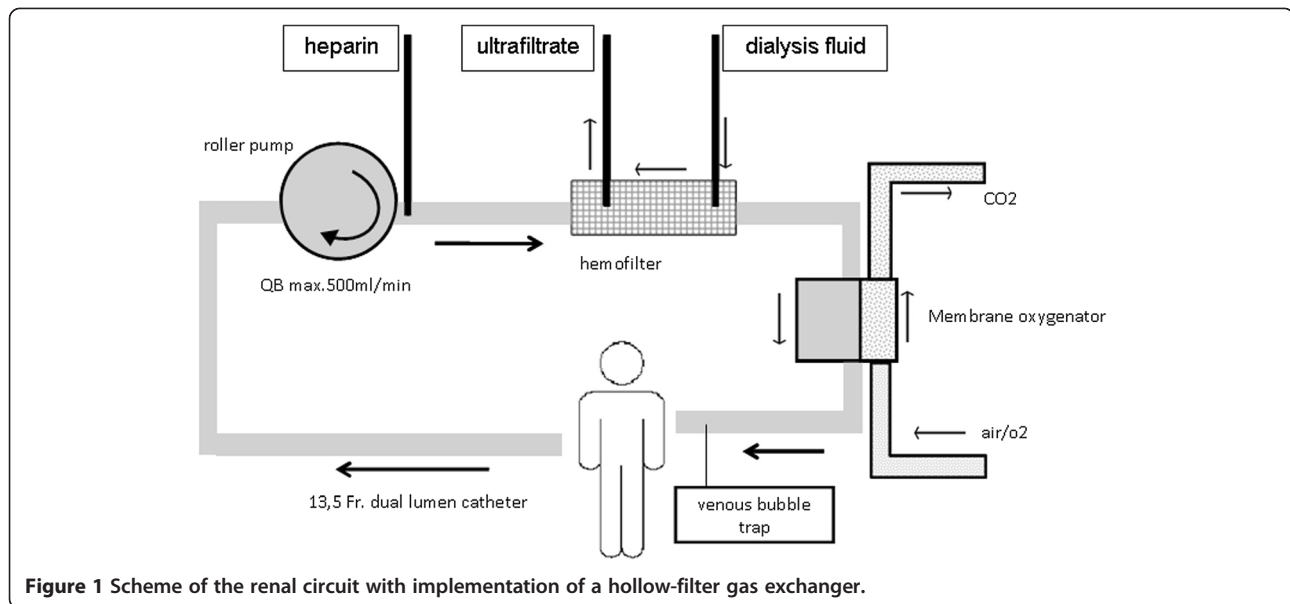 heparin
ultrafiltrate
dialysis fluid
roller pump
CO2
QB max.500ml/min
hemofilter
Membrane oxygenator
air/o2
13,5 Fr. dual lumen catheter
venous bubble
trap
Figure 1 Scheme of the renal circuit with implementation of a hollow-filter gas exchanger.